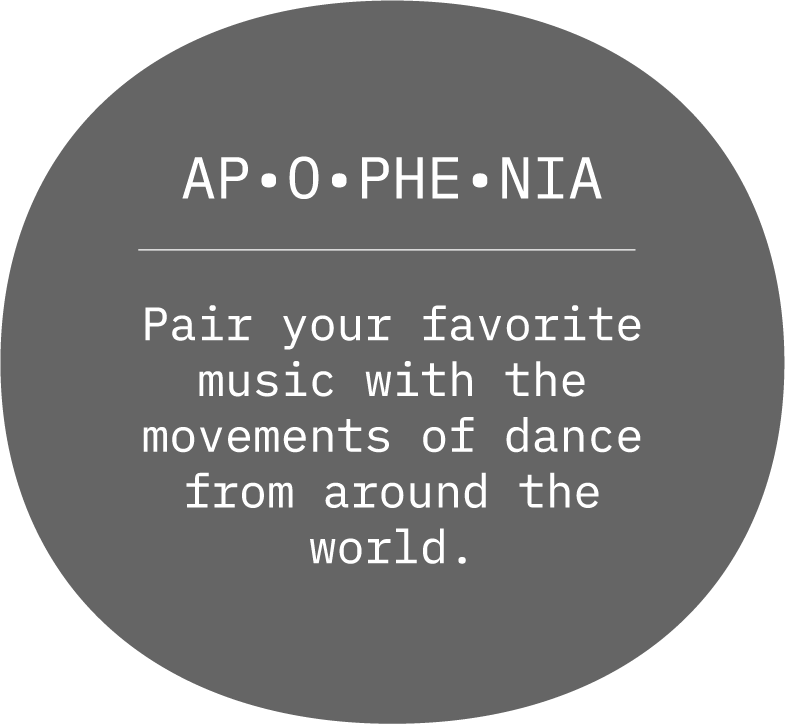 AP•O•PHE•NIA
Pair your favorite
music with the
movements of dance
from around the
world.